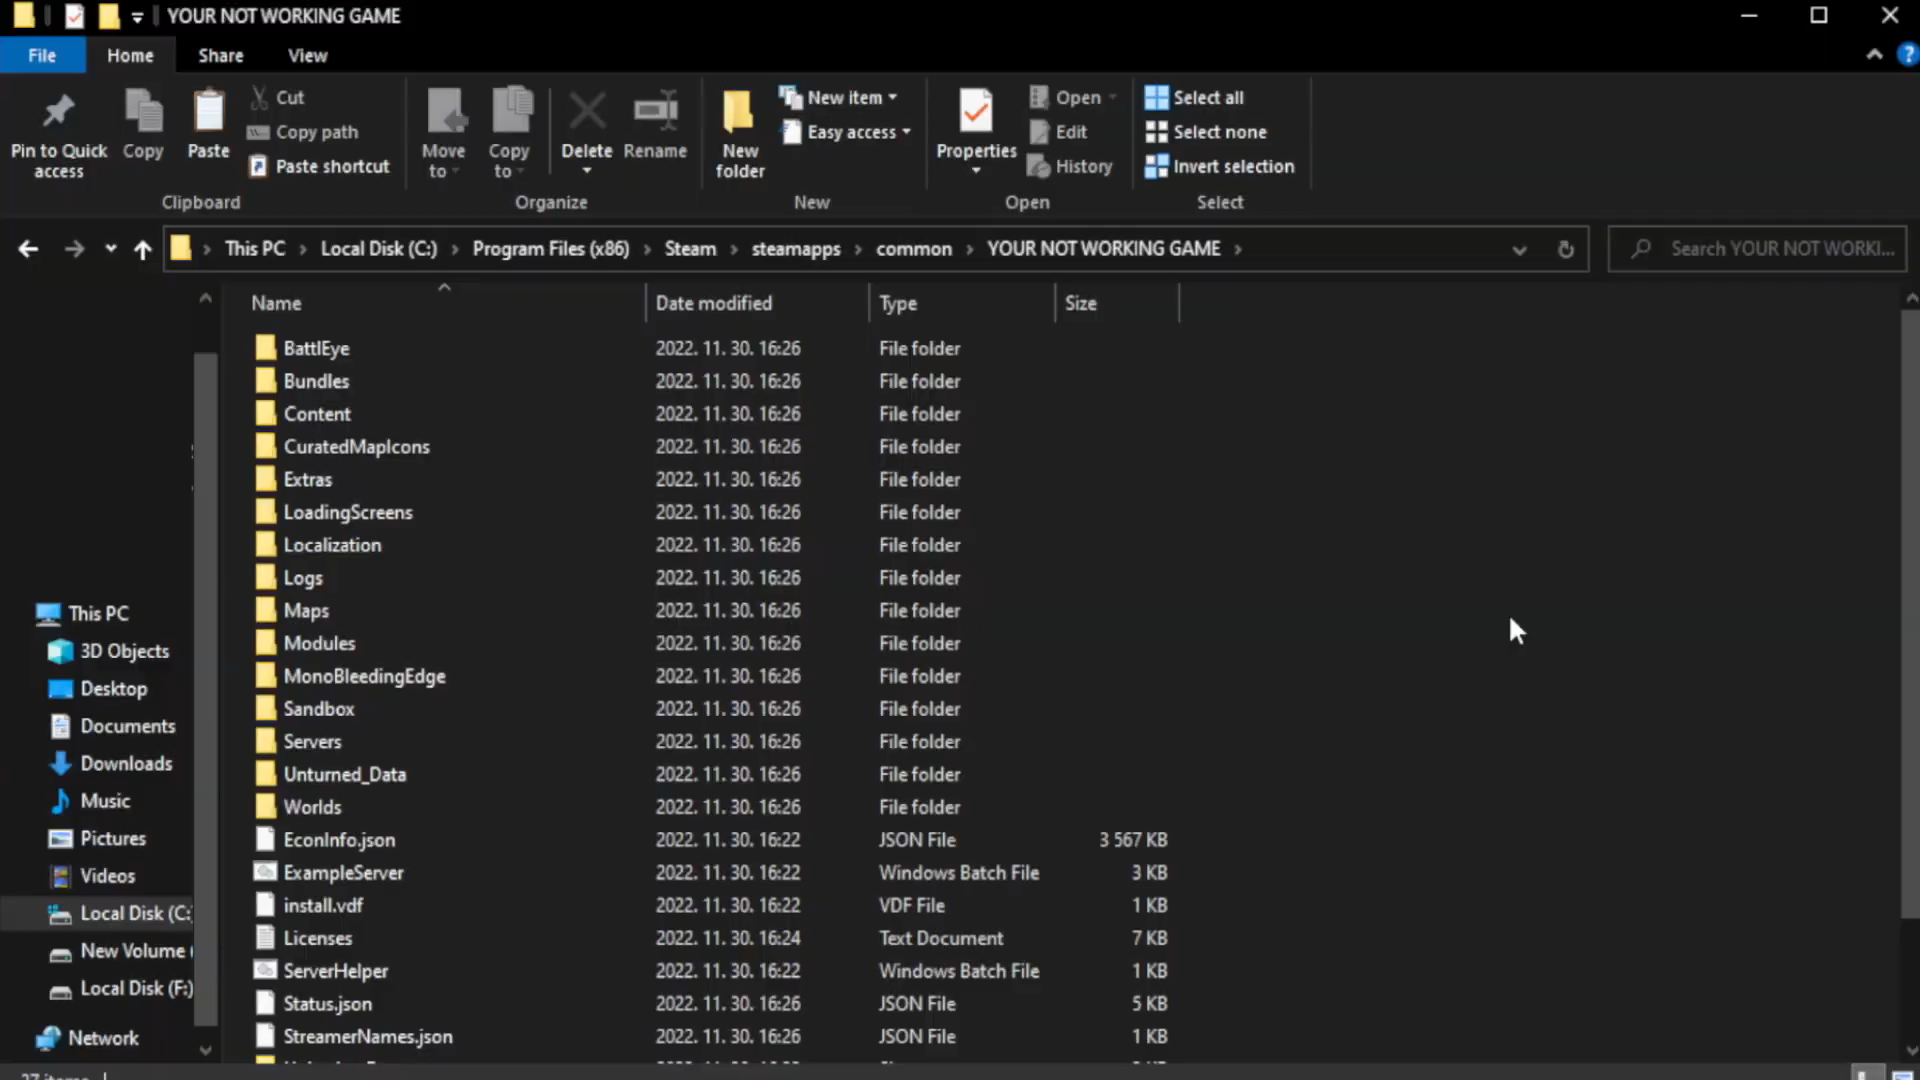 YOUR NOT WORKING GAME
File Home Share View
Pin to Quick access
Copy
Paste
Cut
Copy path
Paste shortcut
Clipboard
Move to
Copy to
Delete
Rename
Organize
New folder
New item
Easy access
New
Properties
Open
Edit
History
Open
Select all
Select none
Invert selection
Select
This PC Local Disk (C:) Program Files (x86) Steam steamapps common YOUR NOT WORKING GAME
Search YOUR NOT WORKI...
Name Date modified Type Size
BattlEye 2022. 11. 30. 16:26 File folder
Bundles 2022. 11. 30. 16:26 File folder
Content 2022. 11. 30. 16:26 File folder
CuratedMapIcons 2022. 11. 30. 16:26 File folder
Extras 2022. 11. 30. 16:26 File folder
LoadingScreens 2022. 11. 30. 16:26 File folder
Localization 2022. 11. 30. 16:26 File folder
Logs 2022. 11. 30. 16:26 File folder
Maps 2022. 11. 30. 16:26 File folder
Modules 2022. 11. 30. 16:26 File folder
MonoBleedingEdge 2022. 11. 30. 16:26 File folder
Sandbox 2022. 11. 30. 16:26 File folder
Servers 2022. 11. 30. 16:26 File folder
Unturned_Data 2022. 11. 30. 16:26 File folder
Worlds 2022. 11. 30. 16:26 File folder
EconInfo.json 2022. 11. 30. 16:22 JSON File 3 567 KB
ExampleServer 2022. 11. 30. 16:22 Windows Batch File 3 KB
install.vdf 2022. 11. 30. 16:22 VDF File 1 KB
Licenses 2022. 11. 30. 16:24 Text Document 7 KB
ServerHelper 2022. 11. 30. 16:22 Windows Batch File 1 KB
Status.json 2022. 11. 30. 16:26 JSON File 5 KB
StreamerNames.json 2022. 11. 30. 16:26 JSON File 1 KB
This PC
3D Objects
Desktop
Documents
Downloads
Music
Pictures
Videos
Local Disk (C:
New Volume (
Local Disk (F:)
Network